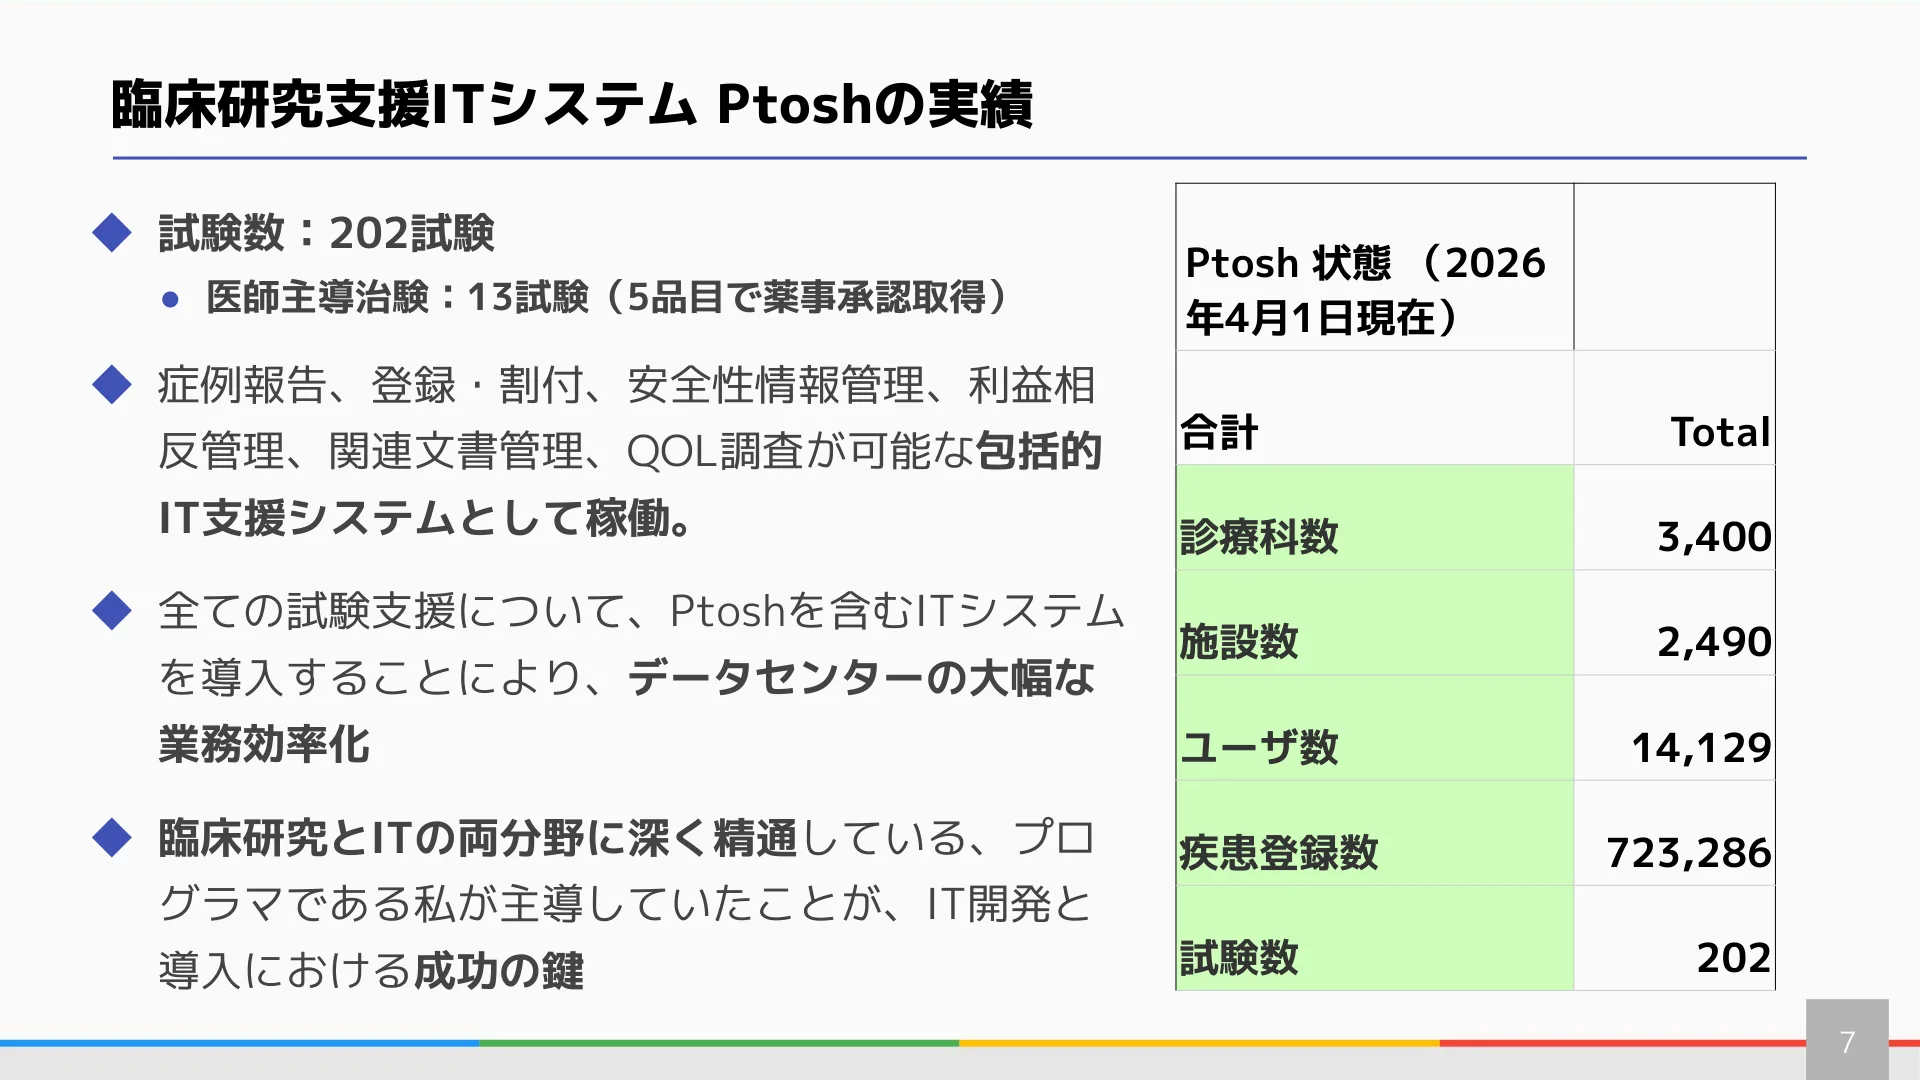 臨床研究支援ITシステム Ptoshの実績
試験数：202試験
医師主導治験：13試験（5品目で薬事承認取得）
症例報告、登録・割付、安全性情報管理、利益相
反管理、関連文書管理、QOL調査が可能な包括的
IT支援システムとして稼働。
全ての試験支援について、Ptoshを含むITシステム
を導入することにより、データセンターの大幅な
業務効率化
臨床研究とITの両分野に深く精通している、プロ
グラマである私が主導していたことが、IT開発と
導入における成功の鍵
Ptosh 状態 （2026
年4月1日現在）
合計 Total
診療科数 3,400
施設数 2,490
ユーザ数 14,129
疾患登録数 723,286
試験数 202
7